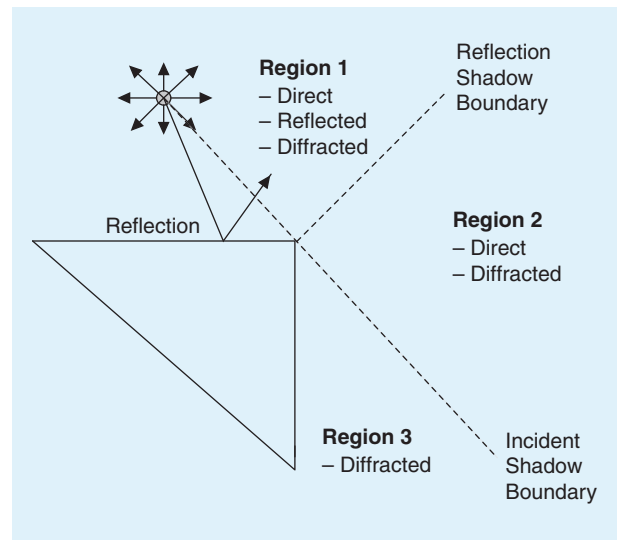 Region 1
– Direct
– Reflected
– Diffracted
Reflection
Shadow
Boundary
Reflection
Region 2
– Direct
– Diffracted
Region 3
– Diffracted
Incident
Shadow
Boundary